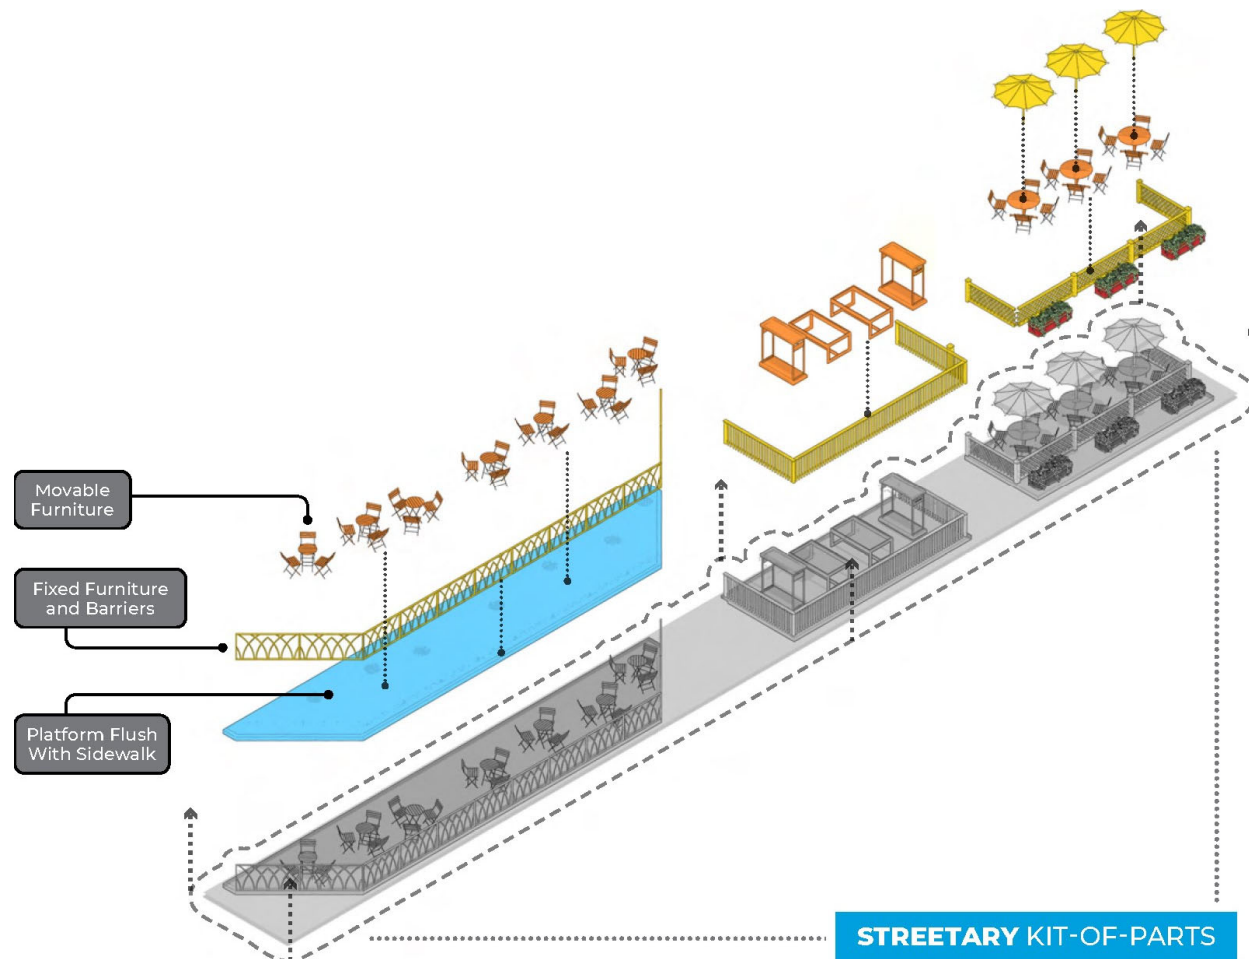 Movable
Furniture
Fixed Furniture
and Barriers
Platform Flush
With Sidewalk
STREETARY KIT-OF-PARTS